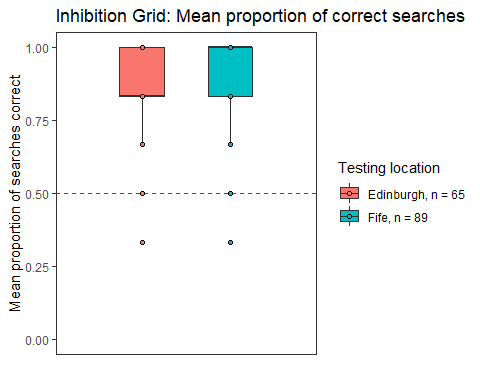 Inhibition Grid: Mean proportion of correct searches
Mean proportion of searches correct
1.00
0.75
0.50
0.25
0.00
Testing location
Edinburgh, n = 65
Fife, n = 89